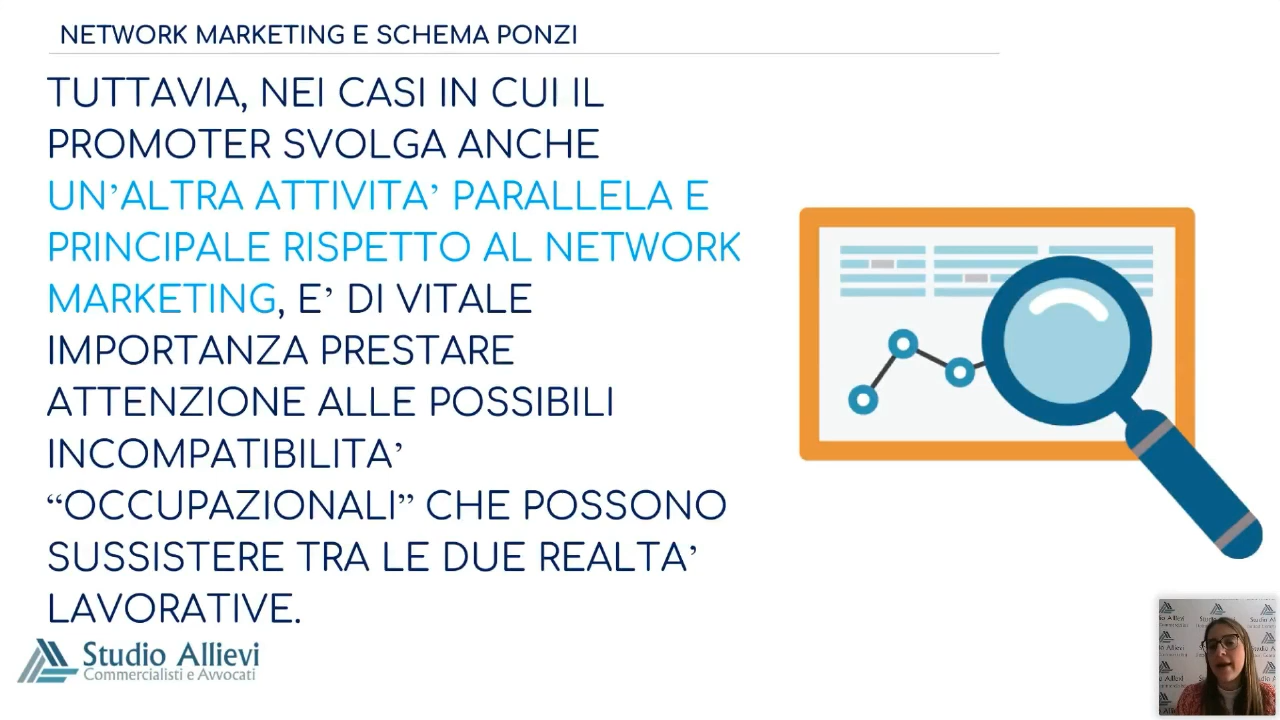 NETWORK MARKETING E SCHEMA PONZI
TUTTAVIA, NEI CASI IN CUI IL
PROMOTER SVOLGA ANCHE
UN’ALTRA ATTIVITA’ PARALLELA E
PRINCIPALE RISPETTO AL NETWORK
MARKETING, E’ DI VITALE
IMPORTANZA PRESTARE
ATTENZIONE ALLE POSSIBILI
INCOMPATIBILITA’
“OCCUPAZIONALI” CHE POSSONO
SUSSISTERE TRA LE DUE REALTA’
LAVORATIVE.
Studio Allievi
Commercialisti e Avvocati